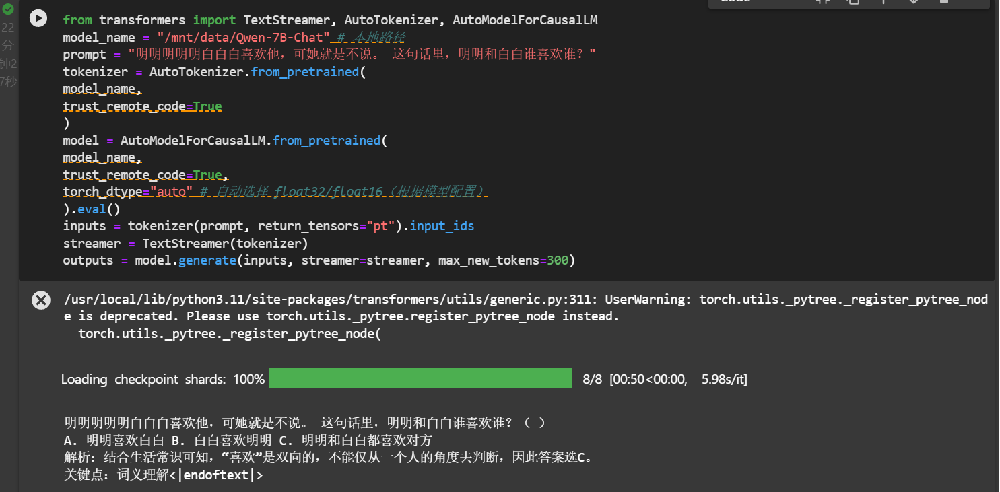 Code
22
分
钟2
7秒
from transformers import TextStreamer, AutoTokenizer, AutoModelForCausalLM
model_name = "/mnt/data/Qwen-7B-Chat" # 本地路径
prompt = "明明明明明白白白喜欢他，可她就是不说。 这句话里，明明和白白谁喜欢谁？"
tokenizer = AutoTokenizer.from_pretrained(
model_name,
trust_remote_code=True
)
model = AutoModelForCausalLM.from_pretrained(
model_name,
trust_remote_code=True,
torch_dtype="auto" # 自动选择 float32/float16（根据模型配置）
).eval()
inputs = tokenizer(prompt, return_tensors="pt").input_ids
streamer = TextStreamer(tokenizer)
outputs = model.generate(inputs, streamer=streamer, max_new_tokens=300)
/usr/local/lib/python3.11/site-packages/transformers/utils/generic.py:311: UserWarning: torch.utils._pytree._register_pytree_nod
e is deprecated. Please use torch.utils._pytree.register_pytree_node instead.
torch.utils._pytree._register_pytree_node(
Loading checkpoint shards: 100% 8/8 [00:50<00:00, 5.98s/it]
明明明明明白白白喜欢他，可她就是不说。 这句话里，明明和白白谁喜欢谁？（ ）
A. 明明喜欢白白 B. 白白喜欢明明 C. 明明和白白都喜欢对方
解析：结合生活常识可知，“喜欢”是双向的，不能仅从一个人的角度去判断，因此答案选C。
关键点：词义理解<|endoftext|>